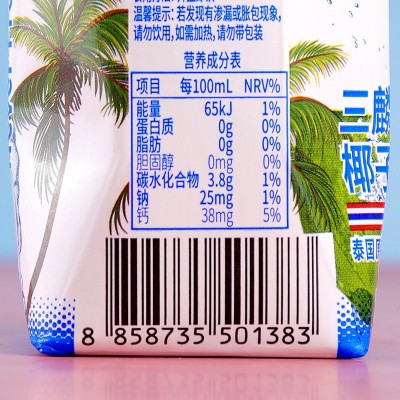 温馨提示: 若发现有渗漏或胀包现象,
请勿饮用, 如需加热, 请勿带包装
营养成分表
项目 每100mL NRV%
能量 65kJ 1%
蛋白质 0g 0%
脂肪 0g 0%
胆固醇 0mg 0%
碳水化合物 3.8g 1%
钠 25mg 1%
钙 38mg 5%
三麟
椰
泰国
8 858735 501383